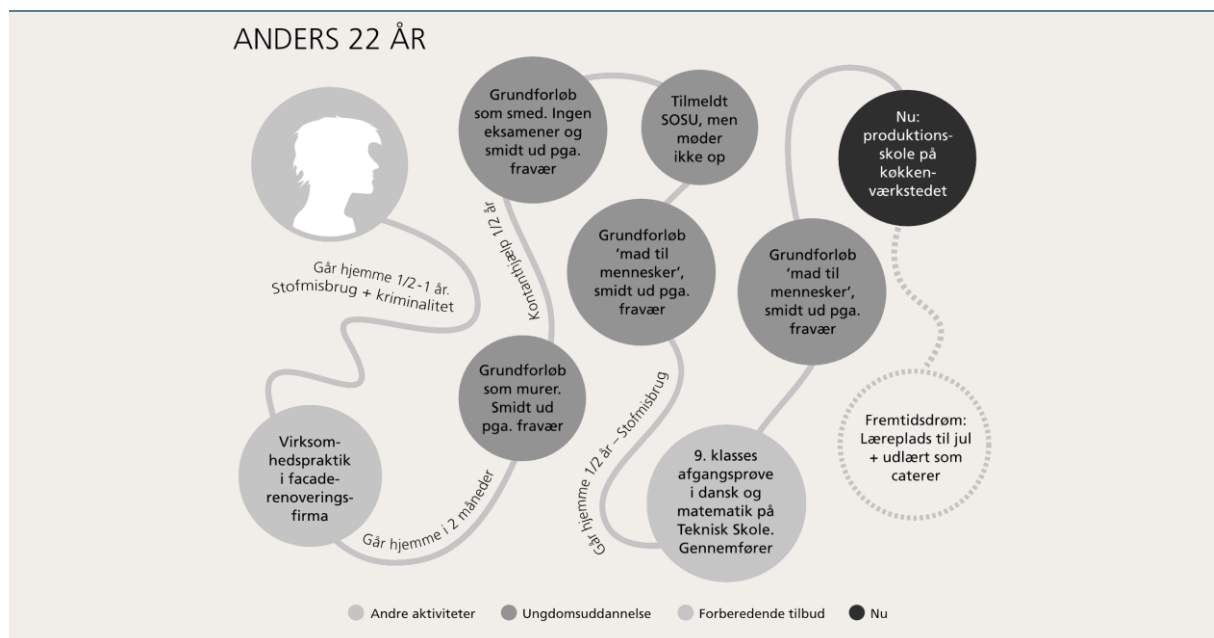 ANDERS 22 ÅR
Går hjemme 1/2-1 år.
Stofmisbrug + kriminalitet
Virksom-
hedspraktik
i facade-
renoverings-
firma
Går hjemme i 2 måneder
Grundforløb
som murer.
Smidt ud
pga. fravær
Kontanthjælp 1/2 år
Grundforløb
som smed. Ingen
eksamener og
smidt ud pga.
fravær
Tilmeldt
SOSU, men
møder
ikke op
Grundforløb
‘mad til
mennesker’,
smidt ud pga.
fravær
Går hjemme 1/2 år – Stofmisbrug
9. klasses
afgangsprøve
i dansk og
matematik på
Teknisk Skole.
Gennemfører
Grundforløb
‘mad til
mennesker’,
smidt ud pga.
fravær
Nu:
produktions-
skole på
køkken-
værkstedet
Fremtidsdrøm:
Læreplads til jul
+ udlært som
caterer
Andre aktiviteter
Ungdomsuddannelse
Forberedende tilbud
Nu